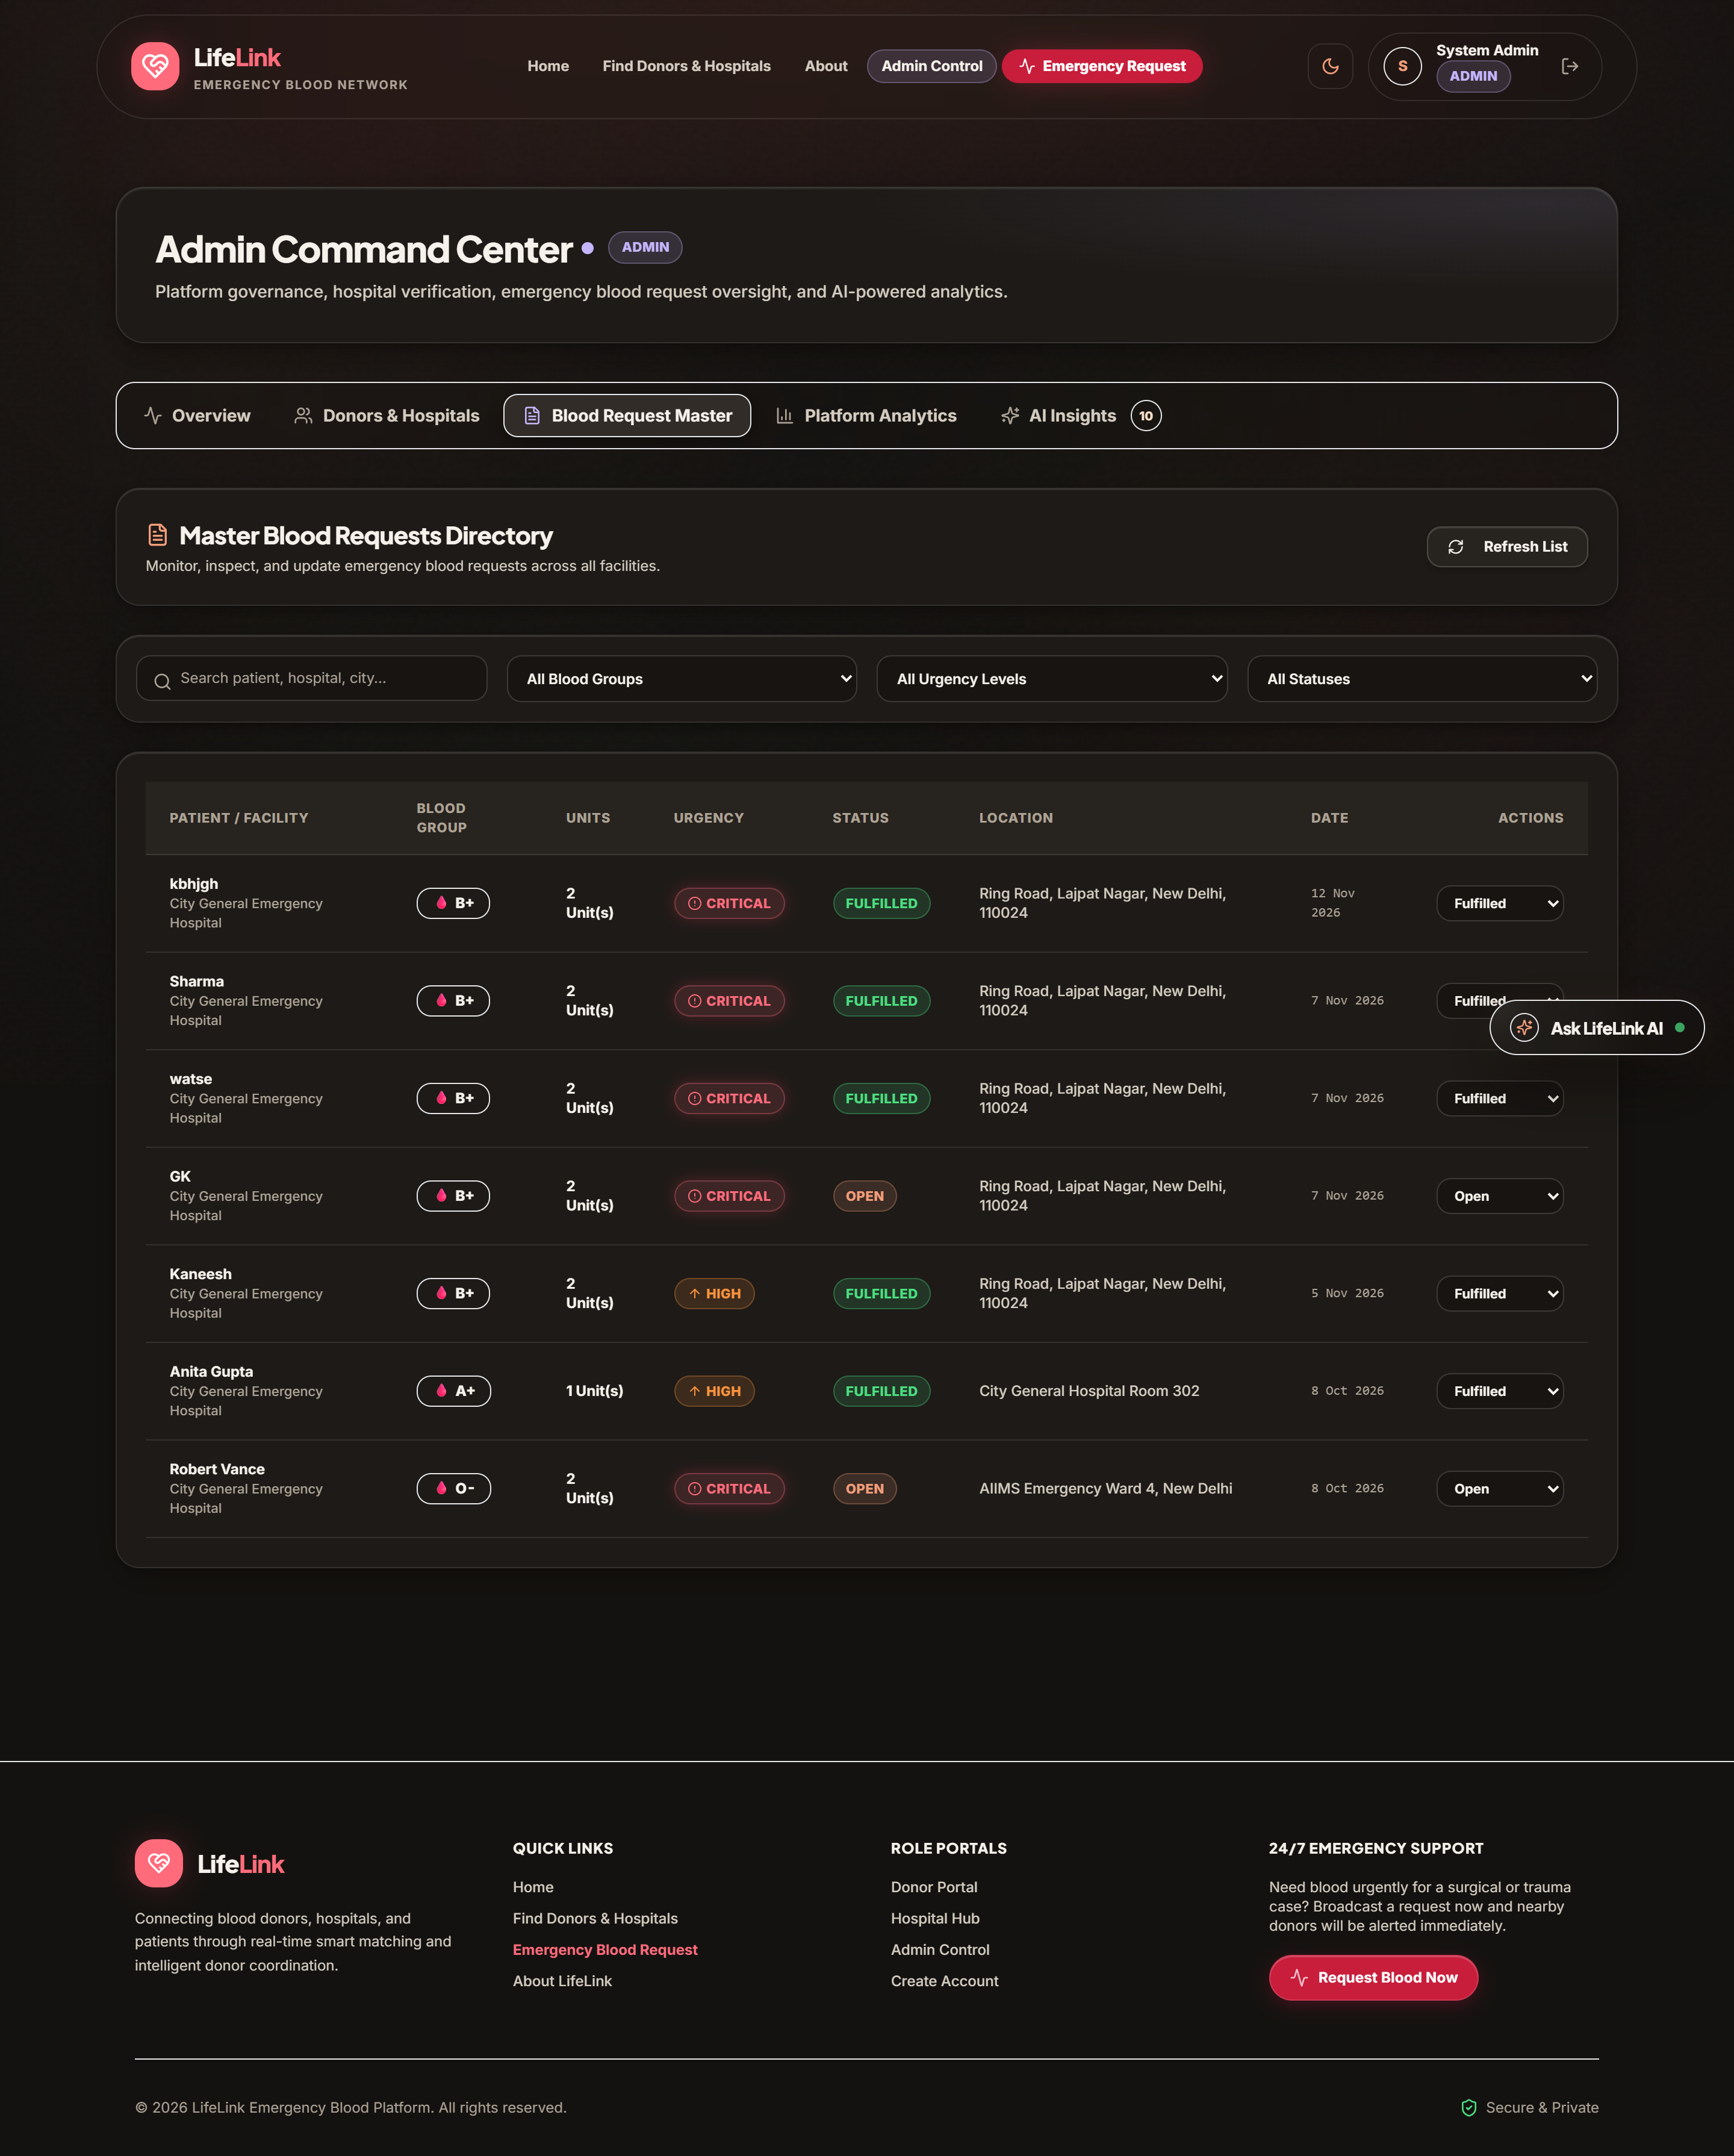 LifeLink
EMERGENCY BLOOD NETWORK
Home
Find Donors & Hospitals
About
Admin Control
Emergency Request
S
System Admin
ADMIN
Admin Command Center
ADMIN
Platform governance, hospital verification, emergency blood request oversight, and AI-powered analytics.
Overview
Donors & Hospitals
Blood Request Master
Platform Analytics
AI Insights
10
Master Blood Requests Directory
Monitor, inspect, and update emergency blood requests across all facilities.
Refresh List
Search patient, hospital, city...
All Blood Groups
All Urgency Levels
All Statuses
PATIENT / FACILITY
BLOOD
GROUP
UNITS
URGENCY
STATUS
LOCATION
DATE
ACTIONS
kbhjgh
City General Emergency
Hospital
B+
2
Unit(s)
CRITICAL
FULFILLED
Ring Road, Lajpat Nagar, New Delhi,
110024
12 Nov
2026
Fulfilled
Sharma
City General Emergency
Hospital
B+
2
Unit(s)
CRITICAL
FULFILLED
Ring Road, Lajpat Nagar, New Delhi,
110024
7 Nov 2026
Fulfilled
Ask LifeLink AI
watse
City General Emergency
Hospital
B+
2
Unit(s)
CRITICAL
FULFILLED
Ring Road, Lajpat Nagar, New Delhi,
110024
7 Nov 2026
Fulfilled
GK
City General Emergency
Hospital
B+
2
Unit(s)
CRITICAL
OPEN
Ring Road, Lajpat Nagar, New Delhi,
110024
7 Nov 2026
Open
Kaneesh
City General Emergency
Hospital
B+
2
Unit(s)
HIGH
FULFILLED
Ring Road, Lajpat Nagar, New Delhi,
110024
5 Nov 2026
Fulfilled
Anita Gupta
City General Emergency
Hospital
A+
1 Unit(s)
HIGH
FULFILLED
City General Hospital Room 302
8 Oct 2026
Fulfilled
Robert Vance
City General Emergency
Hospital
O-
2
Unit(s)
CRITICAL
OPEN
AIIMS Emergency Ward 4, New Delhi
8 Oct 2026
Open
LifeLink
Connecting blood donors, hospitals, and
patients through real-time smart matching and
intelligent donor coordination.
QUICK LINKS
Home
Find Donors & Hospitals
Emergency Blood Request
About LifeLink
ROLE PORTALS
Donor Portal
Hospital Hub
Admin Control
Create Account
24/7 EMERGENCY SUPPORT
Need blood urgently for a surgical or trauma
case? Broadcast a request now and nearby
donors will be alerted immediately.
Request Blood Now
© 2026 LifeLink Emergency Blood Platform. All rights reserved.
Secure & Private